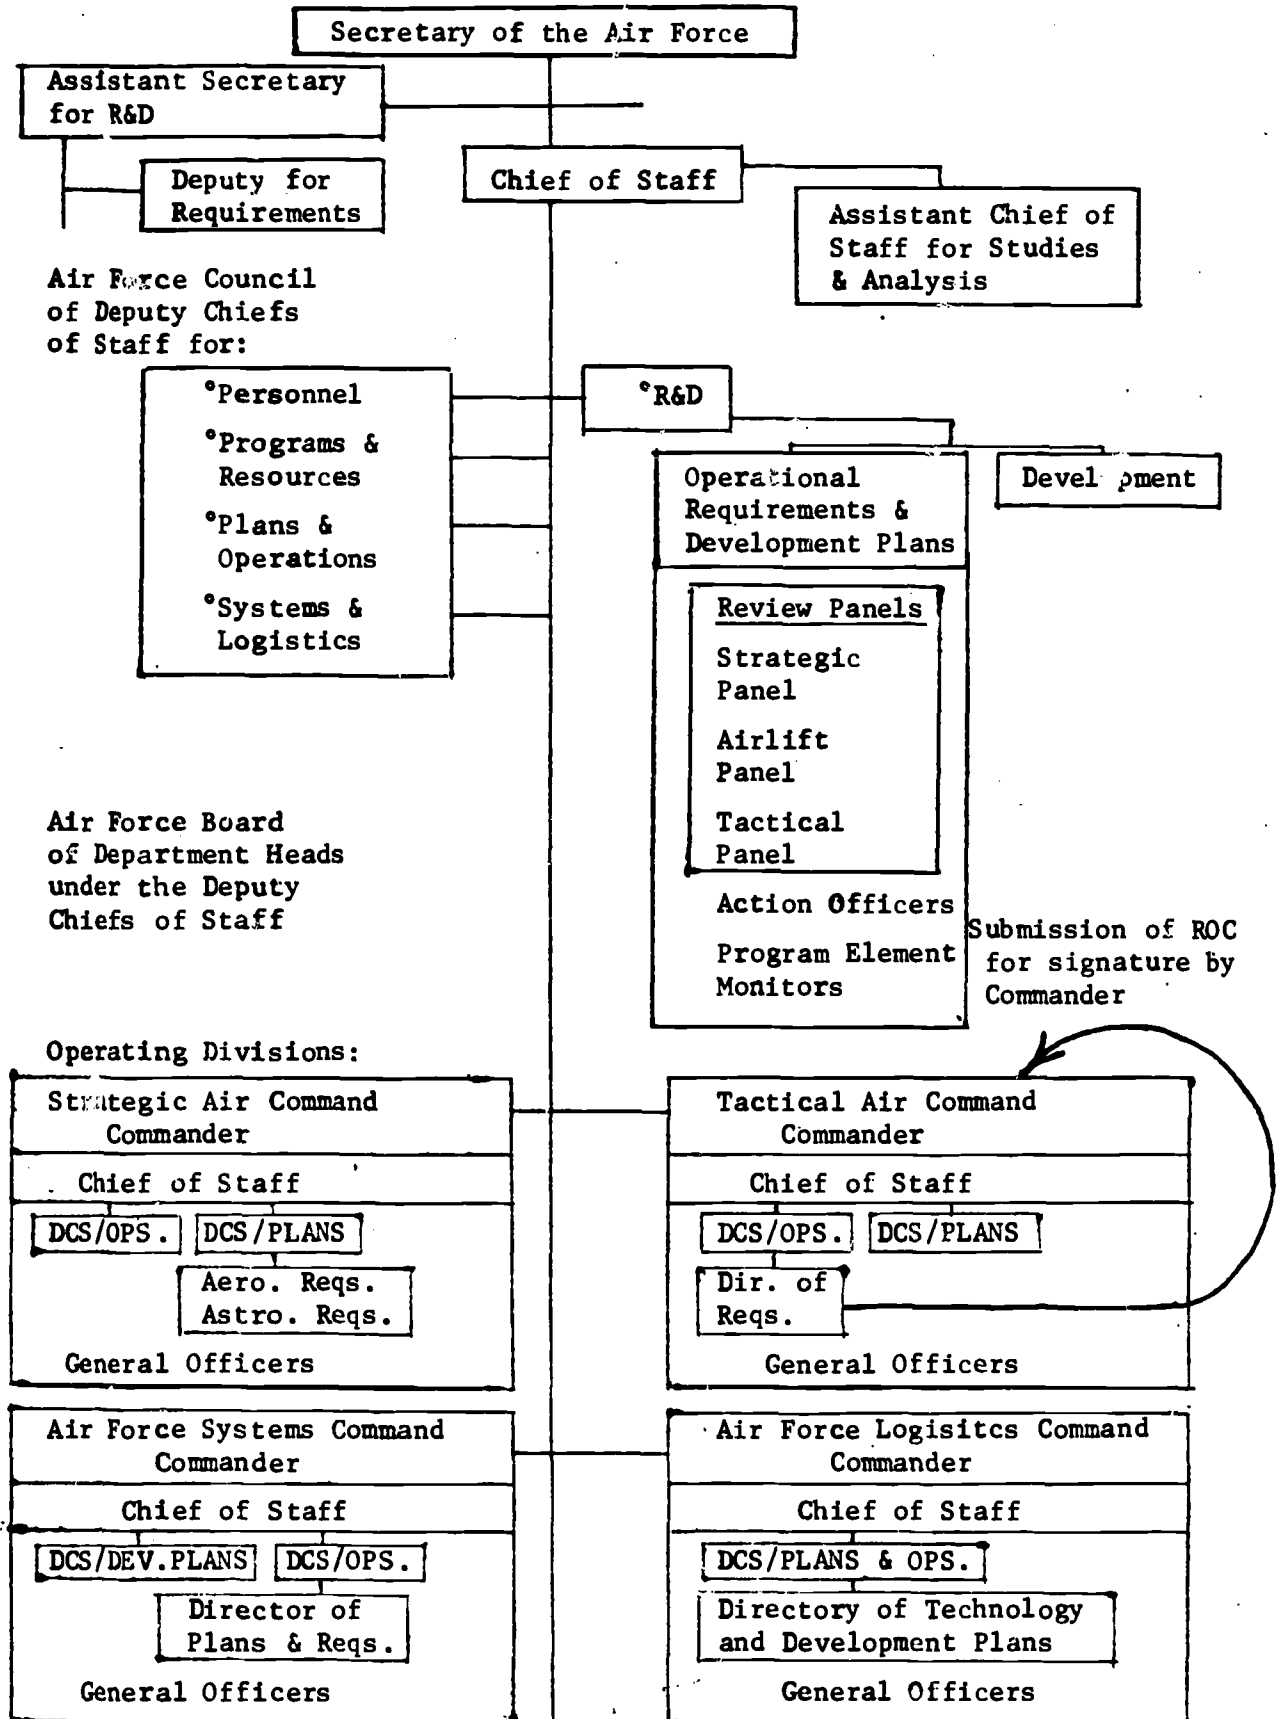 Secretary of the Air Force
Assistant Secretary
for R&D
Deputy for
Requirements
Chief of Staff
Assistant Chief of
Staff for Studies
& Analysis
Air Force Council
of Deputy Chiefs
of Staff for:
°Personnel
°Programs &
Resources
°Plans &
Operations
°Systems &
Logistics
°R&D
Operational
Requirements &
Development Plans
Development
Review Panels
Strategic
Panel
Airlift
Panel
Tactical
Panel
Action Officers
Program Element
Monitors
Air Force Board
of Department Heads
under the Deputy
Chiefs of Staff
Submission of ROC
for signature by
Commander
Operating Divisions:
Strategic Air Command
Commander
Chief of Staff
DCS/OPS.
DCS/PLANS
Aero. Reqs.
Astro. Reqs.
General Officers
Tactical Air Command
Commander
Chief of Staff
DCS/OPS.
DCS/PLANS
Dir. of
Reqs.
General Officers
Air Force Systems Command
Commander
Chief of Staff
DCS/DEV.PLANS
DCS/OPS.
Director of
Plans & Reqs.
General Officers
Air Force Logisitcs Command
Commander
Chief of Staff
DCS/PLANS & OPS.
Directory of Technology
and Development Plans
General Officers